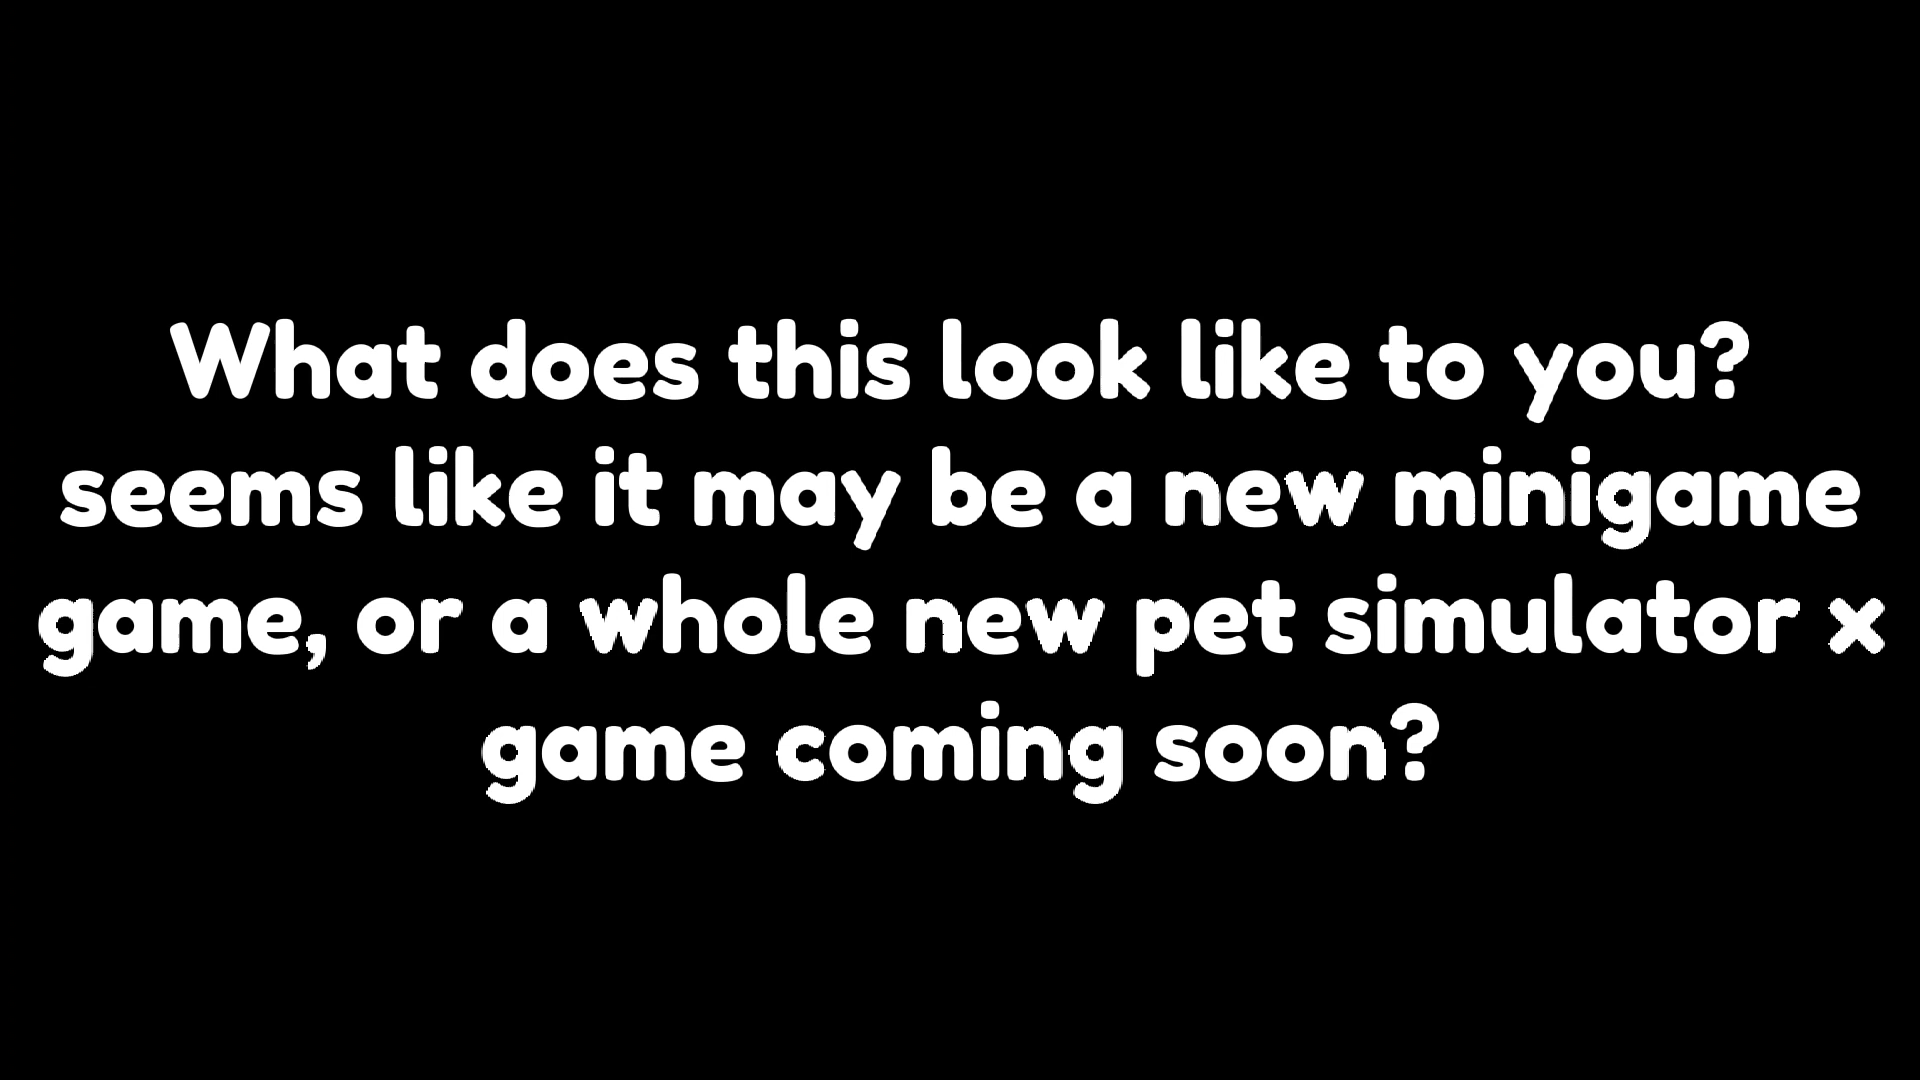 What does this look like to you?
seems like it may be a new minigame
game, or a whole new pet simulator x
game coming soon?